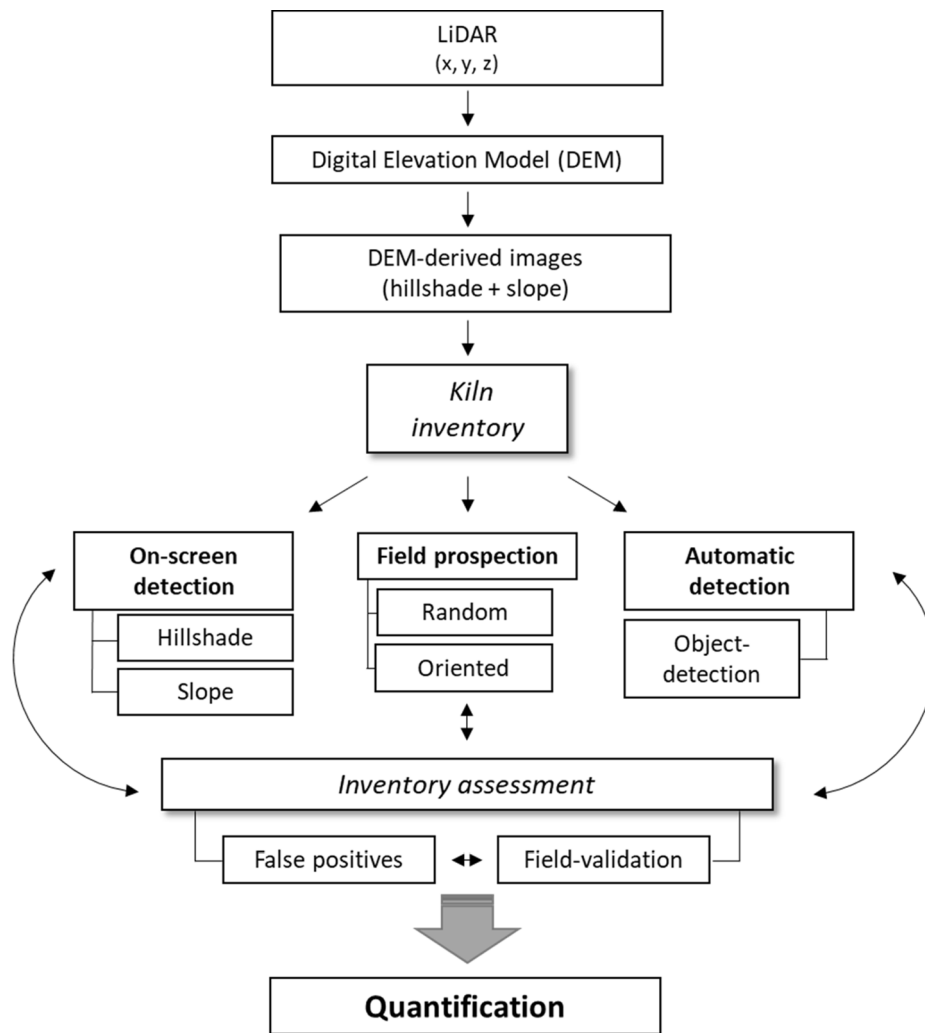 LiDAR
(x, y, z)
Digital Elevation Model (DEM)
DEM-derived images
(hillshade + slope)
Kiln
inventory
On-screen
detection
Hillshade
Slope
Field prospection
Random
Oriented
Automatic
detection
Object-
detection
Inventory assessment
False positives
Field-validation
Quantification